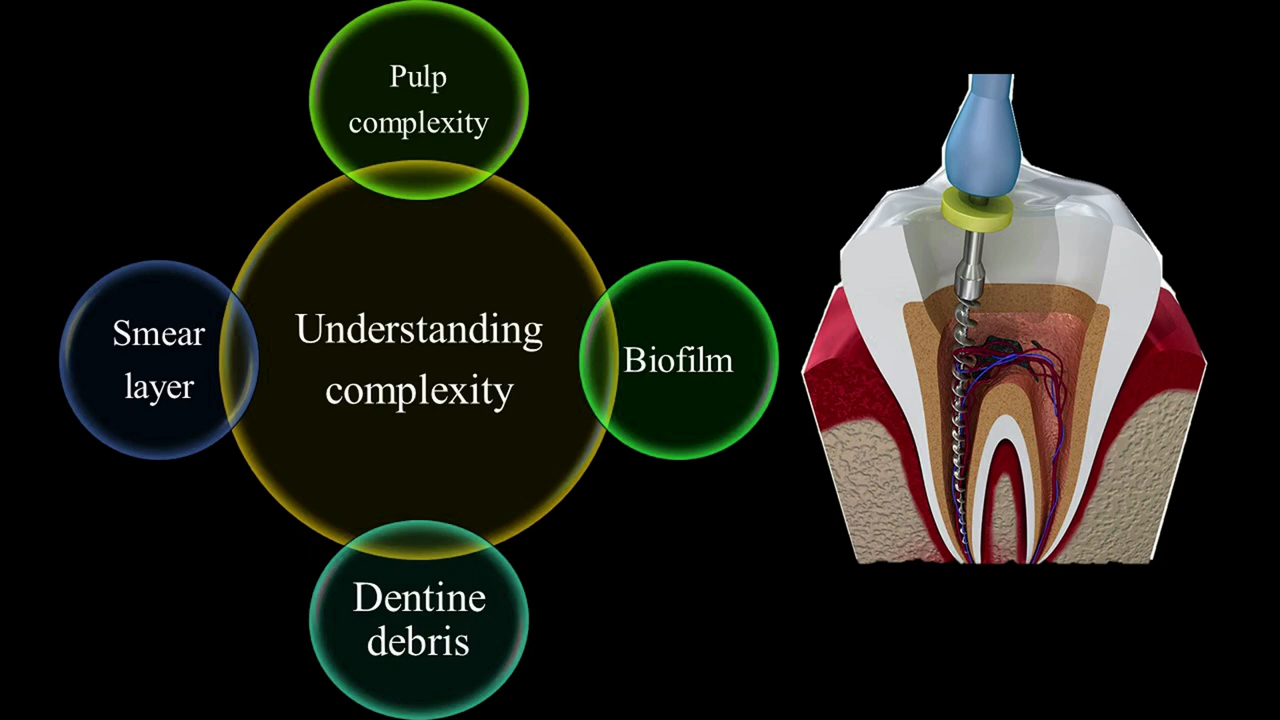 Pulp
complexity
Smear
layer
Understanding
complexity
Biofilm
Dentine
debris